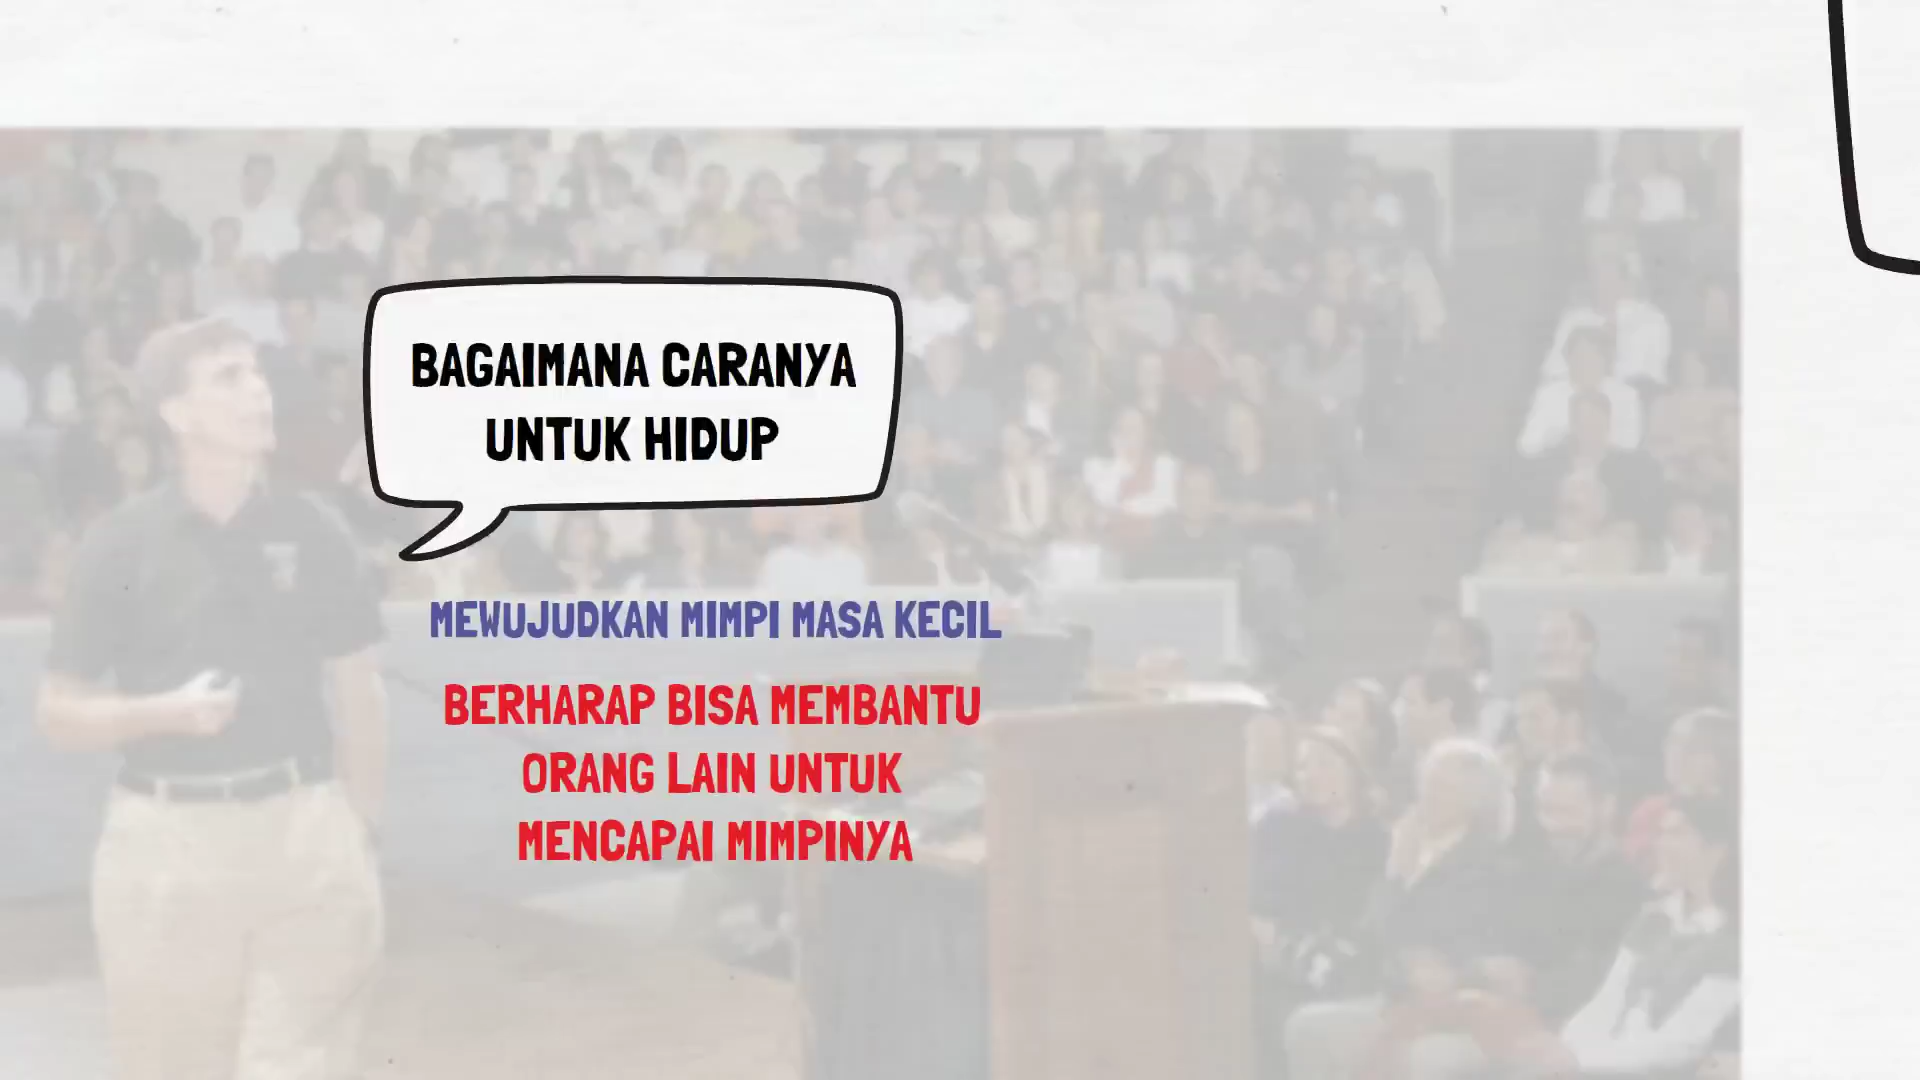 BAGAIMANA CARANYA
UNTUK HIDUP
MEWUJUDKAN MIMPI MASA KECIL
BERHARAP BISA MEMBANTU
ORANG LAIN UNTUK
MENCAPAI MIMPINYA